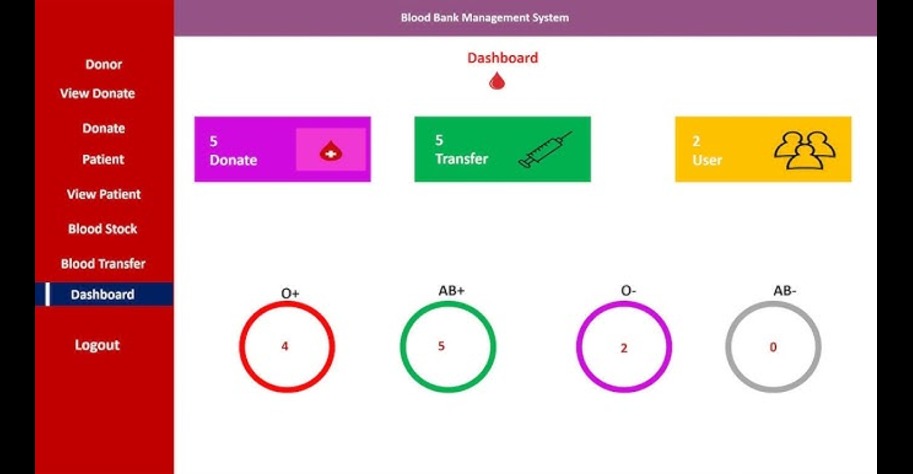 Blood Bank Management System
Donor
View Donate
Donate
Patient
View Patient
Blood Stock
Blood Transfer
Dashboard
Logout
Dashboard
5
Donate
5
Transfer
2
User
O+
AB+
O-
AB-
4
5
2
0